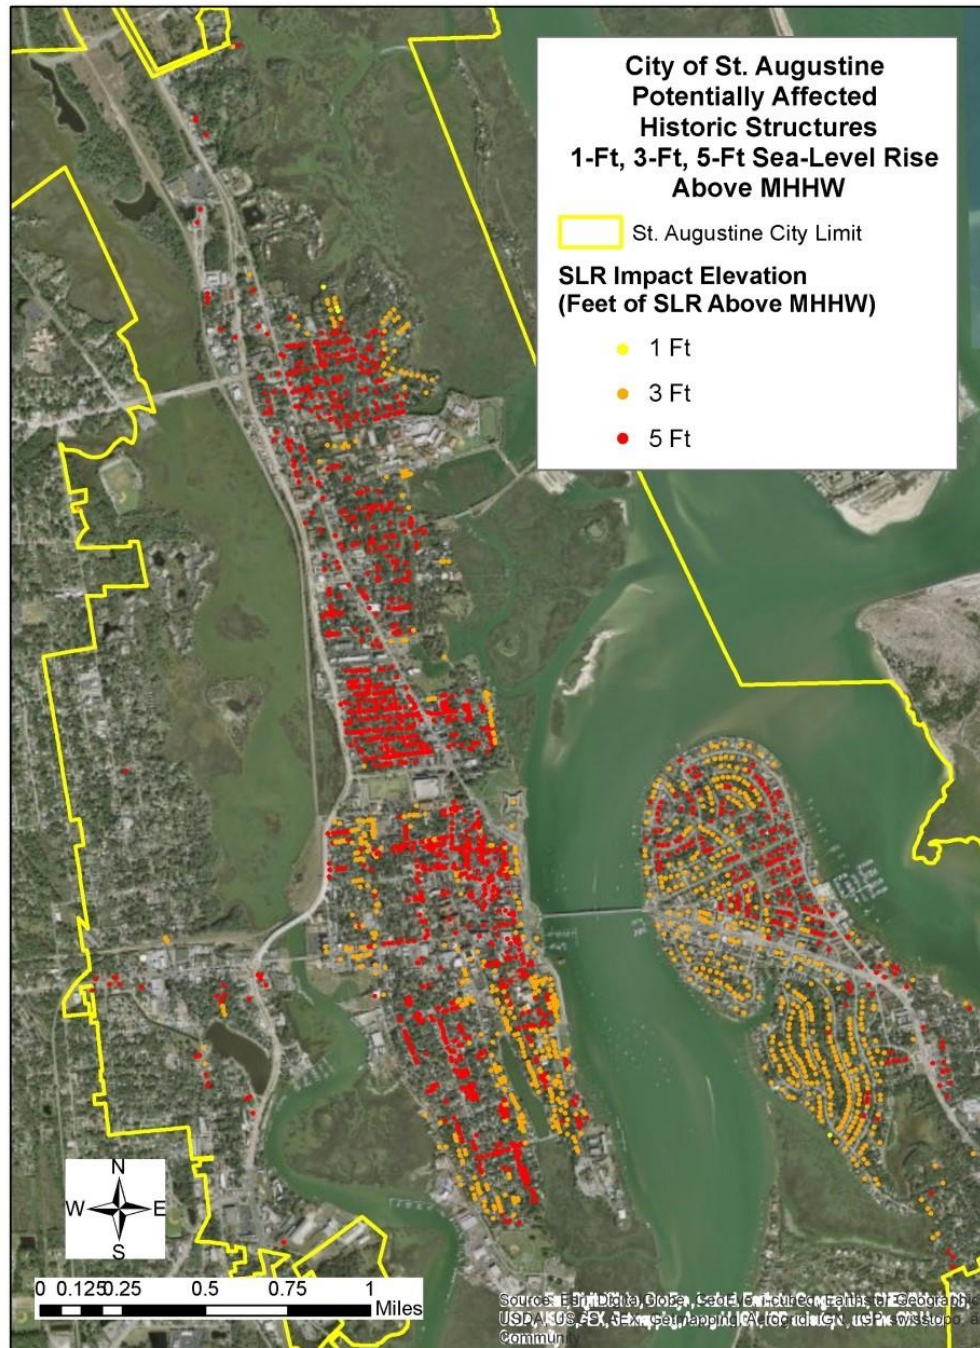 City of St. Augustine
Potentially Affected
Historic Structures
1-Ft, 3-Ft, 5-Ft Sea-Level Rise
Above MHHW
St. Augustine City Limit
SLR Impact Elevation
(Feet of SLR Above MHHW)
1 Ft
3 Ft
5 Ft
N
W E
S
0 0.125 0.25 0.5 0.75 1
Miles
Source: Esri, DigitalGlobe,
Community